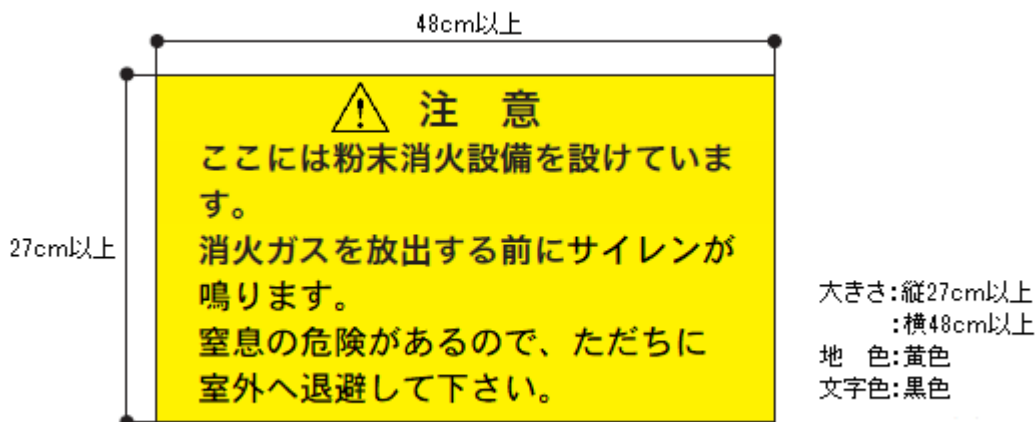 48cm以上
注　意
ここには粉末消火設備を設けていま
す。
消火ガスを放出する前にサイレンが
鳴ります。
窒息の危険があるので、ただちに
室外へ退避して下さい。
27cm以上
大きさ:縦27cm以上
:横48cm以上
地　色:黄色
文字色:黒色